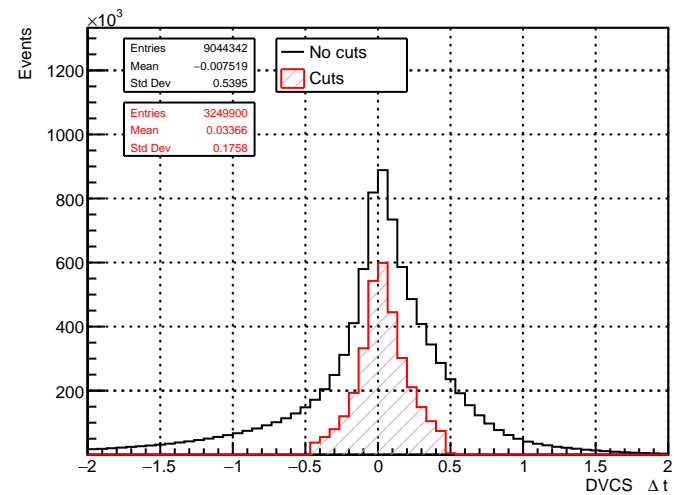 ×10³
Events
1200
1000
800
600
400
200
Entries 9044342
Mean −0.007519
Std Dev 0.5395
Entries 3249900
Mean 0.03366
Std Dev 0.1758
No cuts
Cuts
−2 −1.5 −1 −0.5 0 0.5 1 1.5 2
DVCS Δ t